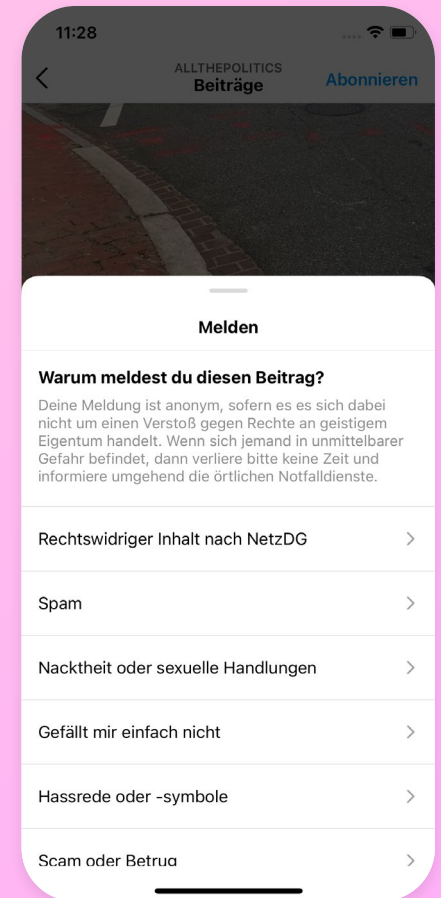 11:28
ALLTHEPOLITICS
Beiträge
Abonnieren
Melden
Warum meldest du diesen Beitrag?
Deine Meldung ist anonym, sofern es es sich dabei
nicht um einen Verstoß gegen Rechte an geistigem
Eigentum handelt. Wenn sich jemand in unmittelbarer
Gefahr befindet, dann verliere bitte keine Zeit und
informiere umgehend die örtlichen Notfalldienste.
Rechtswidriger Inhalt nach NetzDG
Spam
Nacktheit oder sexuelle Handlungen
Gefällt mir einfach nicht
Hassrede oder -symbole
Scam oder Betrug